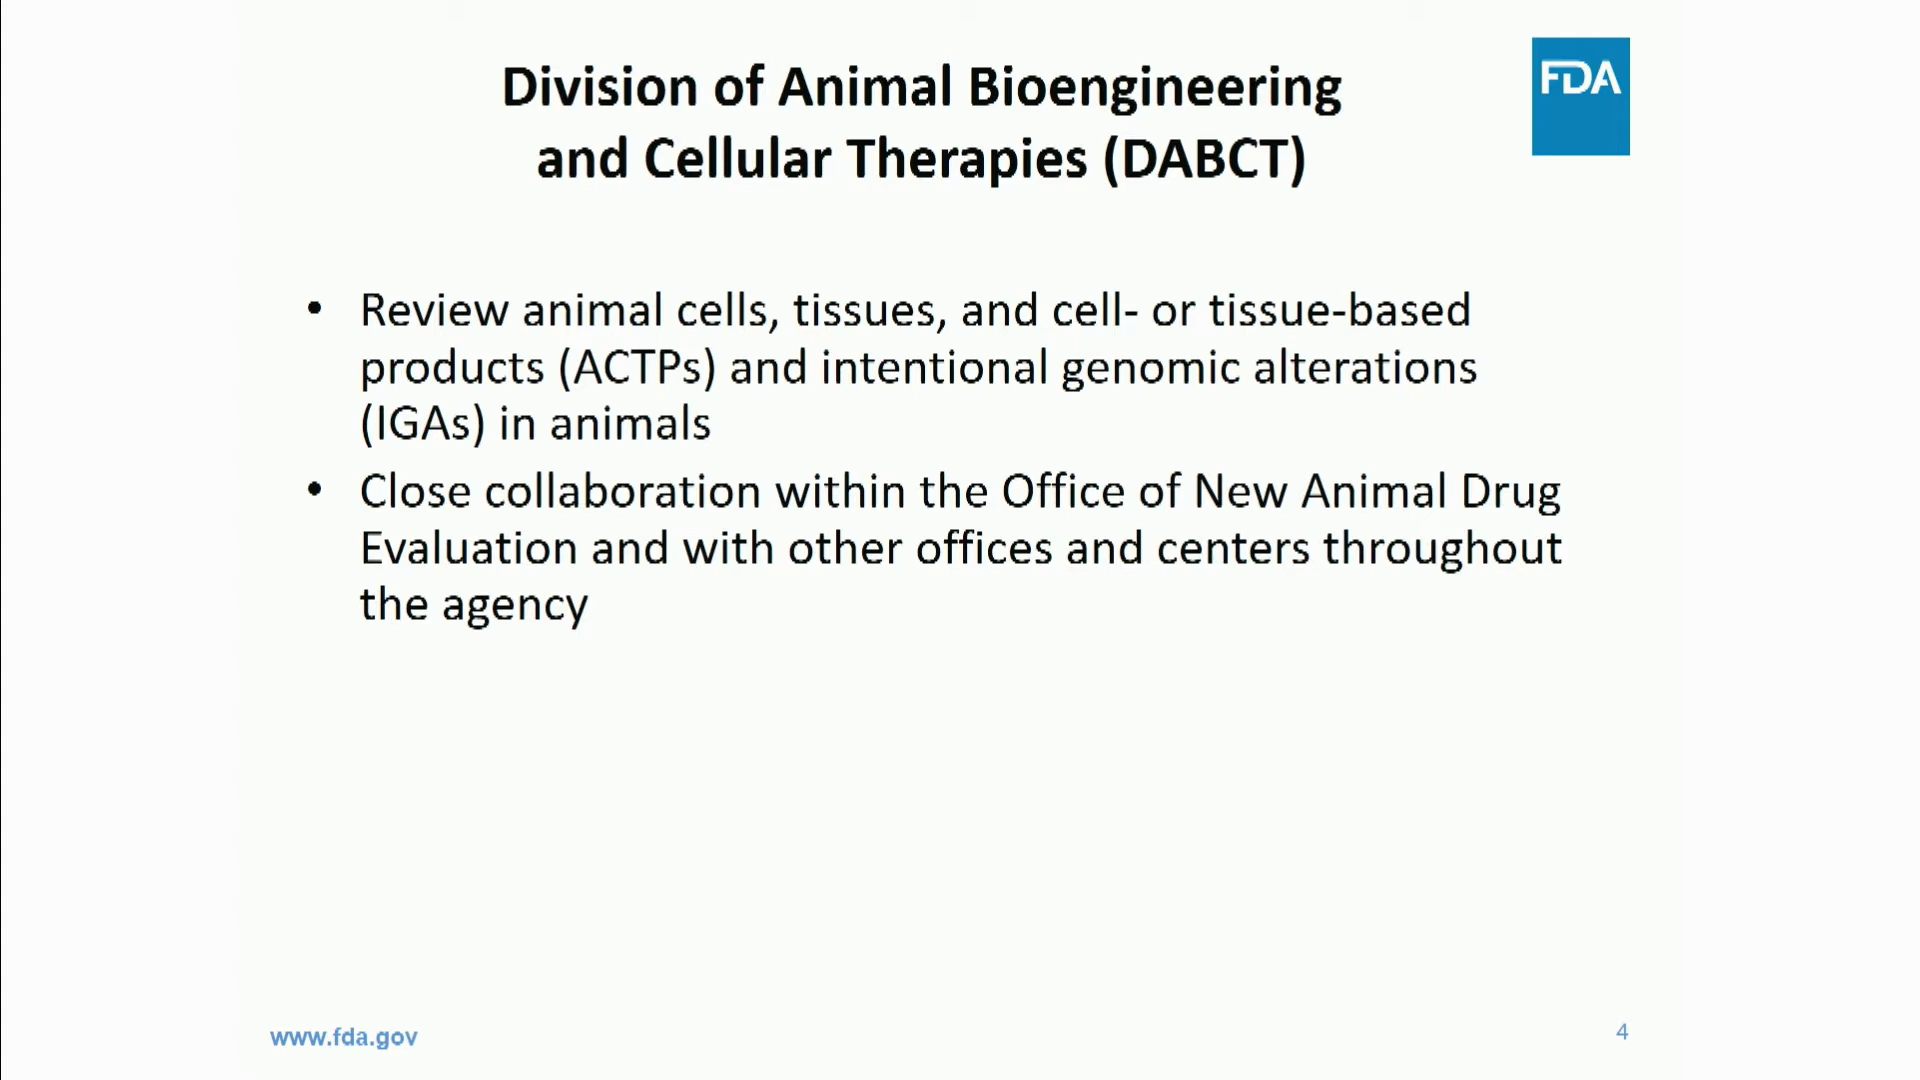 Division of Animal Bioengineering
and Cellular Therapies (DABCT)
FDA
• Review animal cells, tissues, and cell- or tissue-based
products (ACTPs) and intentional genomic alterations
(IGAs) in animals
• Close collaboration within the Office of New Animal Drug
Evaluation and with other offices and centers throughout
the agency
www.fda.gov
4